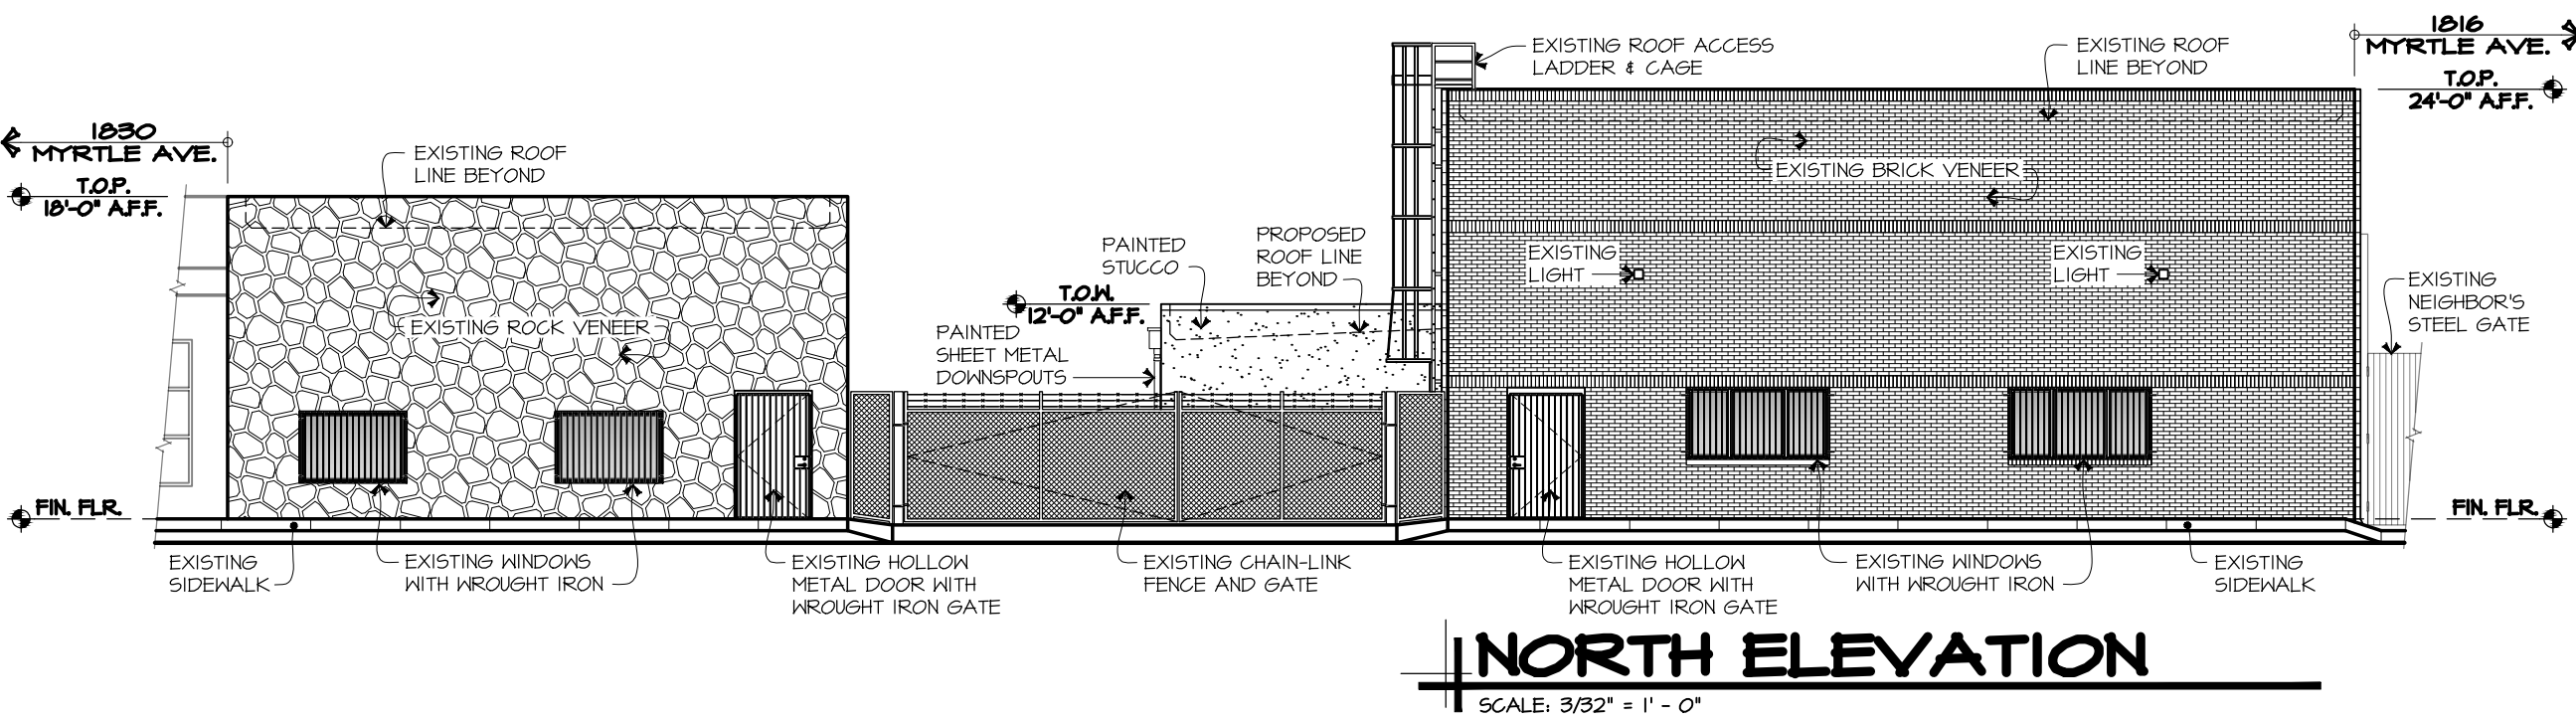 1816
MYRTLE AVE.
EXISTING ROOF ACCESS
LADDER & CAGE
EXISTING ROOF
LINE BEYOND
T.O.P.
24'-0" A.F.F.
1830
MYRTLE AVE.
T.O.P.
18'-0" A.F.F.
EXISTING ROOF
LINE BEYOND
EXISTING BRICK VENEER
PAINTED
STUCCO
PROPOSED
ROOF LINE
BEYOND
EXISTING
LIGHT
EXISTING
LIGHT
EXISTING
NEIGHBOR'S
STEEL GATE
T.O.W.
12'-0" A.F.F.
EXISTING ROCK VENEER
PAINTED
SHEET METAL
DOWNSPOUTS
FIN. FLR.
FIN. FLR.
EXISTING
SIDEWALK
EXISTING WINDOWS
WITH WROUGHT IRON
EXISTING HOLLOW
METAL DOOR WITH
WROUGHT IRON GATE
EXISTING CHAIN-LINK
FENCE AND GATE
EXISTING HOLLOW
METAL DOOR WITH
WROUGHT IRON GATE
EXISTING WINDOWS
WITH WROUGHT IRON
EXISTING
SIDEWALK
NORTH ELEVATION
SCALE: 3/32" = 1' - 0"